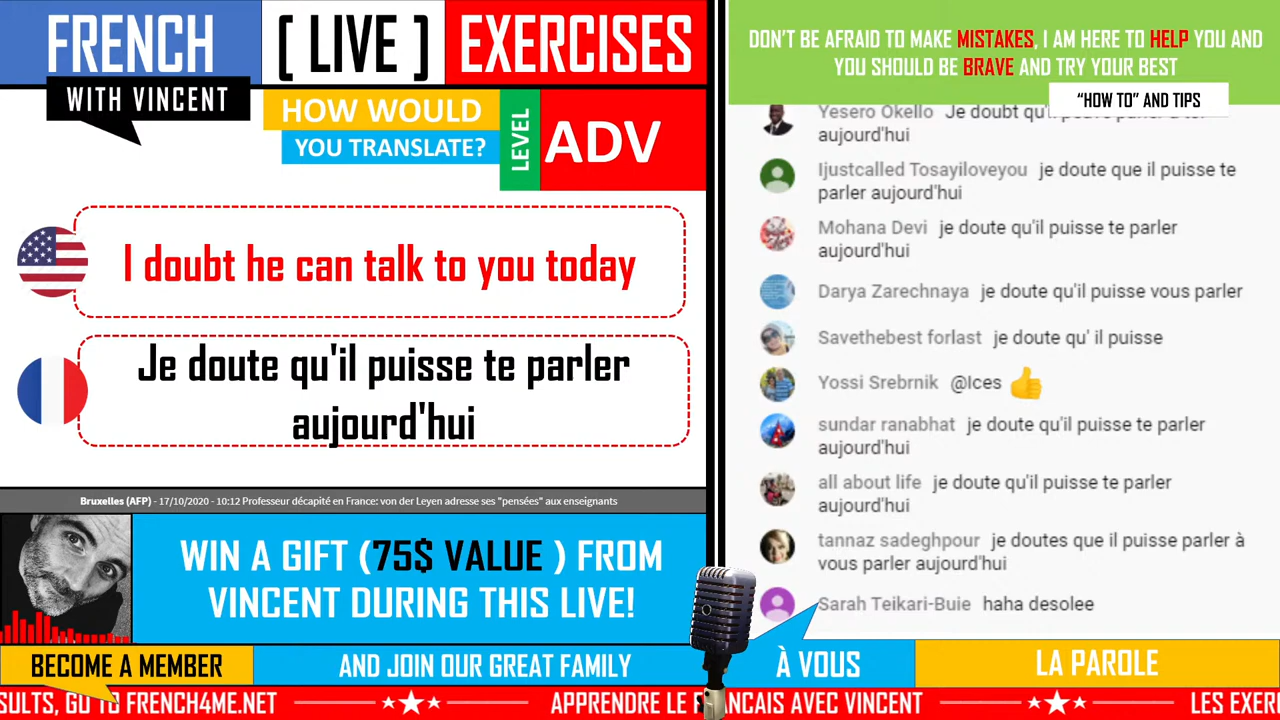 FRENCH
WITH VINCENT
[ LIVE ]
EXERCISES
HOW WOULD
YOU TRANSLATE?
LEVEL
ADV
I doubt he can talk to you today
Je doute qu'il puisse te parler
aujourd'hui
Bruxelles (AFP) - 17/10/2020 - 10:12 Professeur décapité en France: von der Leyen adresse ses "pensées" aux enseignants
WIN A GIFT (75$ VALUE ) FROM
VINCENT DURING THIS LIVE!
BECOME A MEMBER
AND JOIN OUR GREAT FAMILY
DON'T BE AFRAID TO MAKE MISTAKES, I AM HERE TO HELP YOU AND
YOU SHOULD BE BRAVE AND TRY YOUR BEST
"HOW TO" AND TIPS
Yesero Okello Je doubt
aujourd'hui
Ijustcalled Tosayiloveyou je doute que il puisse te
parler aujourd'hui
Mohana Devi je doute qu'il puisse te parler
aujourd'hui
Darya Zarechnaya je doute qu'il puisse vous parler
Savethebest forlast je doute qu' il puisse
Yossi Srebrnik @Ices 👍
sundar ranabhat je doute qu'il puisse te parler
aujourd'hui
all about life je doute qu'il puisse te parler
aujourd'hui
tannaz sadeghpour je doutes que il puisse parler à
vous parler aujourd'hui
Sarah Teikari-Buie haha desolee
À VOUS
LA PAROLE
SULTS, GO TO FRENCH4ME.NET
APPRENDRE LE FRANCAIS AVEC VINCENT
LES EXER